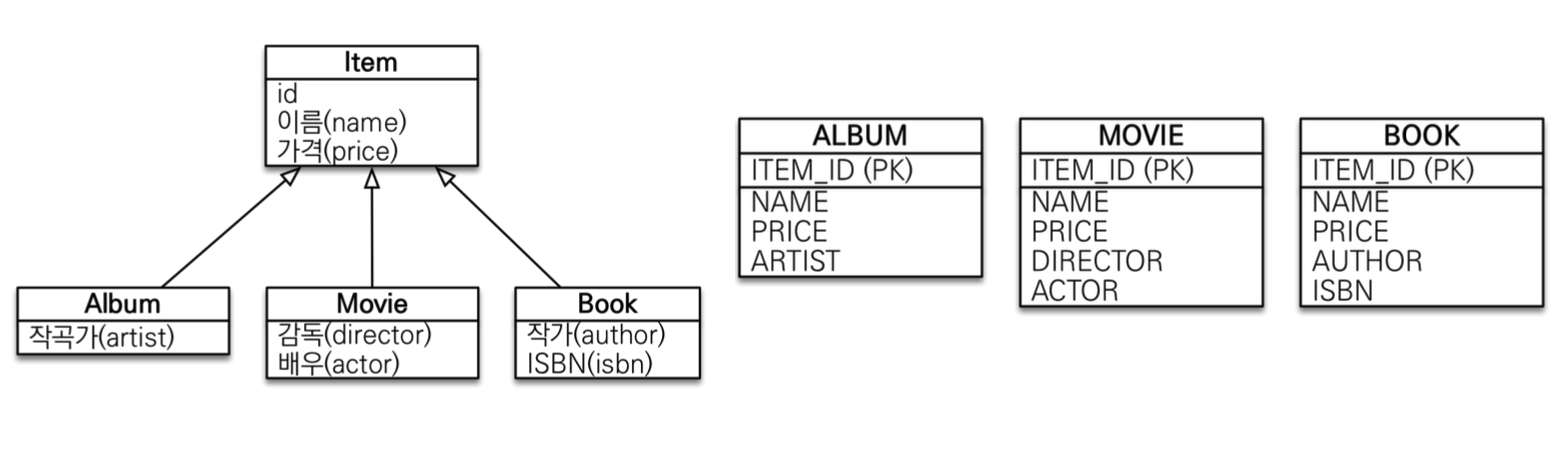 Item
id
이름(name)
가격(price)
Album
작곡가(artist)
Movie
감독(director)
배우(actor)
Book
작가(author)
ISBN(isbn)
ALBUM
ITEM_ID (PK)
NAME
PRICE
ARTIST
MOVIE
ITEM_ID (PK)
NAME
PRICE
DIRECTOR
ACTOR
BOOK
ITEM_ID (PK)
NAME
PRICE
AUTHOR
ISBN